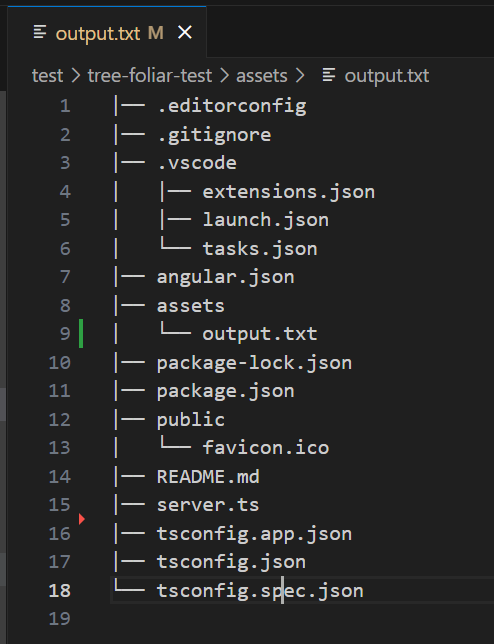 output.txt M ×
test > tree-foliar-test > assets > output.txt
1 │── .editorconfig
2 │── .gitignore
3 │── .vscode
4 │   │── extensions.json
5 │   │── launch.json
6 │   └── tasks.json
7 │── angular.json
8 │── assets
9 │   └── output.txt
10 │── package-lock.json
11 │── package.json
12 │── public
13 │   └── favicon.ico
14 │── README.md
15 │── server.ts
16 │── tsconfig.app.json
17 │── tsconfig.json
18 └── tsconfig.spec.json
19